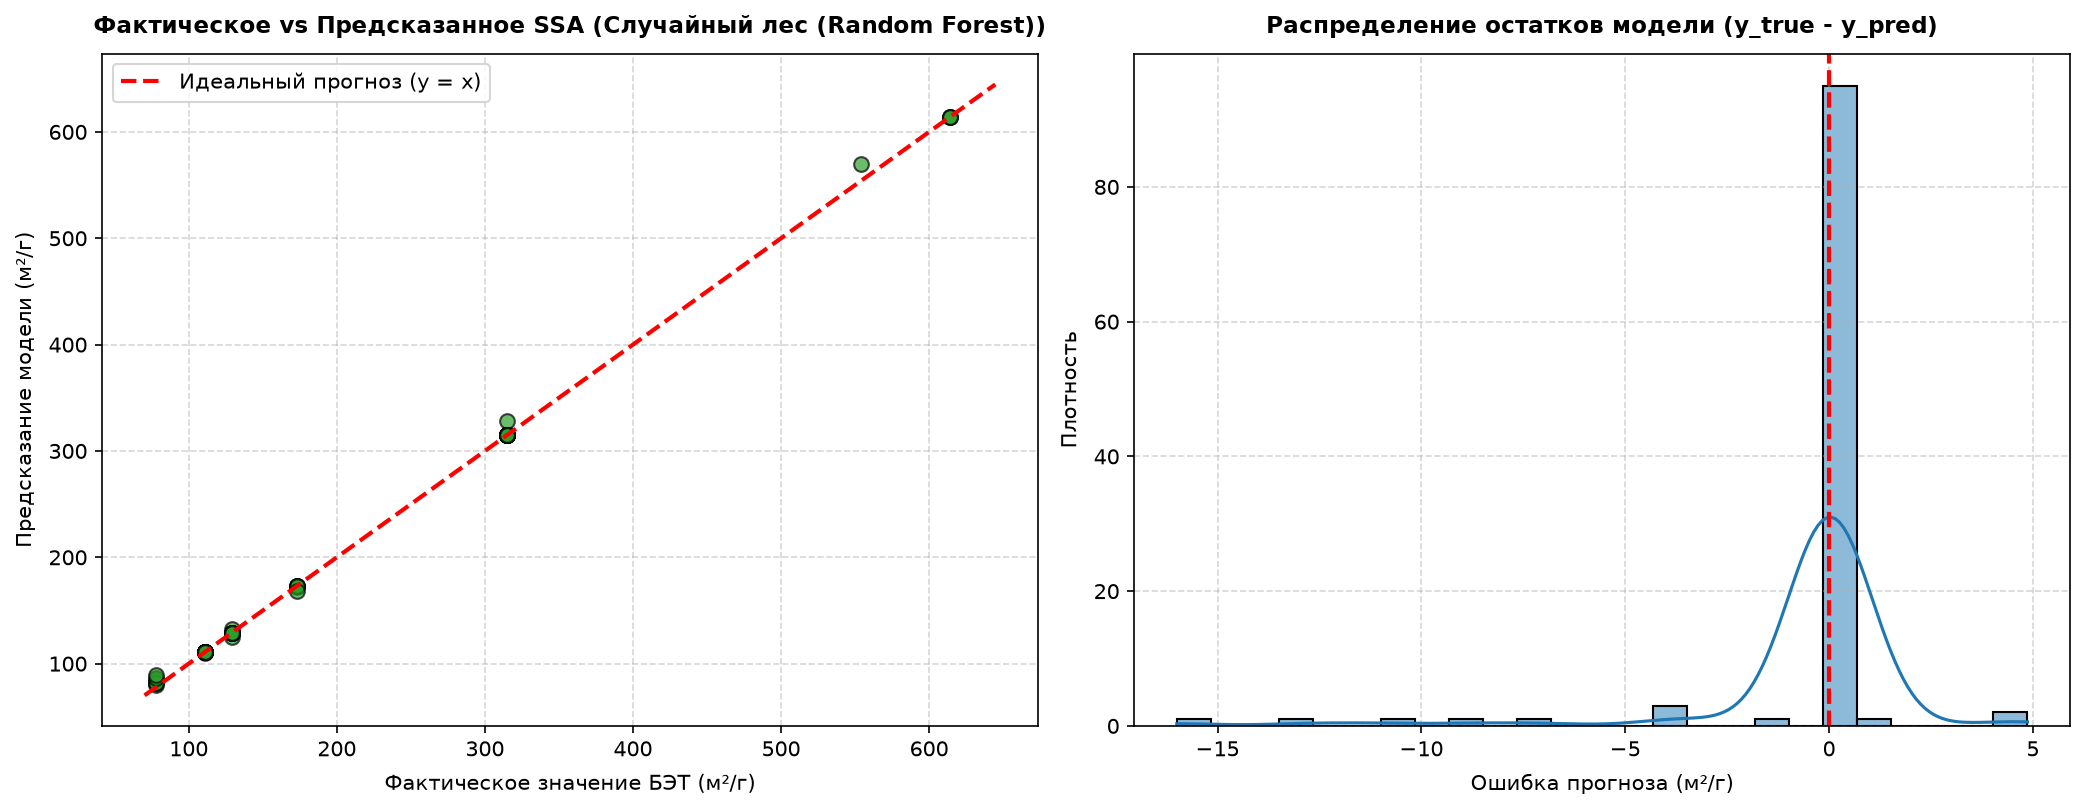 Фактическое vs Предсказанное SSA (Случайный лес (Random Forest))
Идеальный прогноз (y = x)
Предсказание модели (м²/г)
600
500
400
300
200
100
100 200 300 400 500 600
Фактическое значение БЭТ (м²/г)
Распределение остатков модели (y_true - y_pred)
Плотность
80
60
40
20
0
−15 −10 −5 0 5
Ошибка прогноза (м²/г)